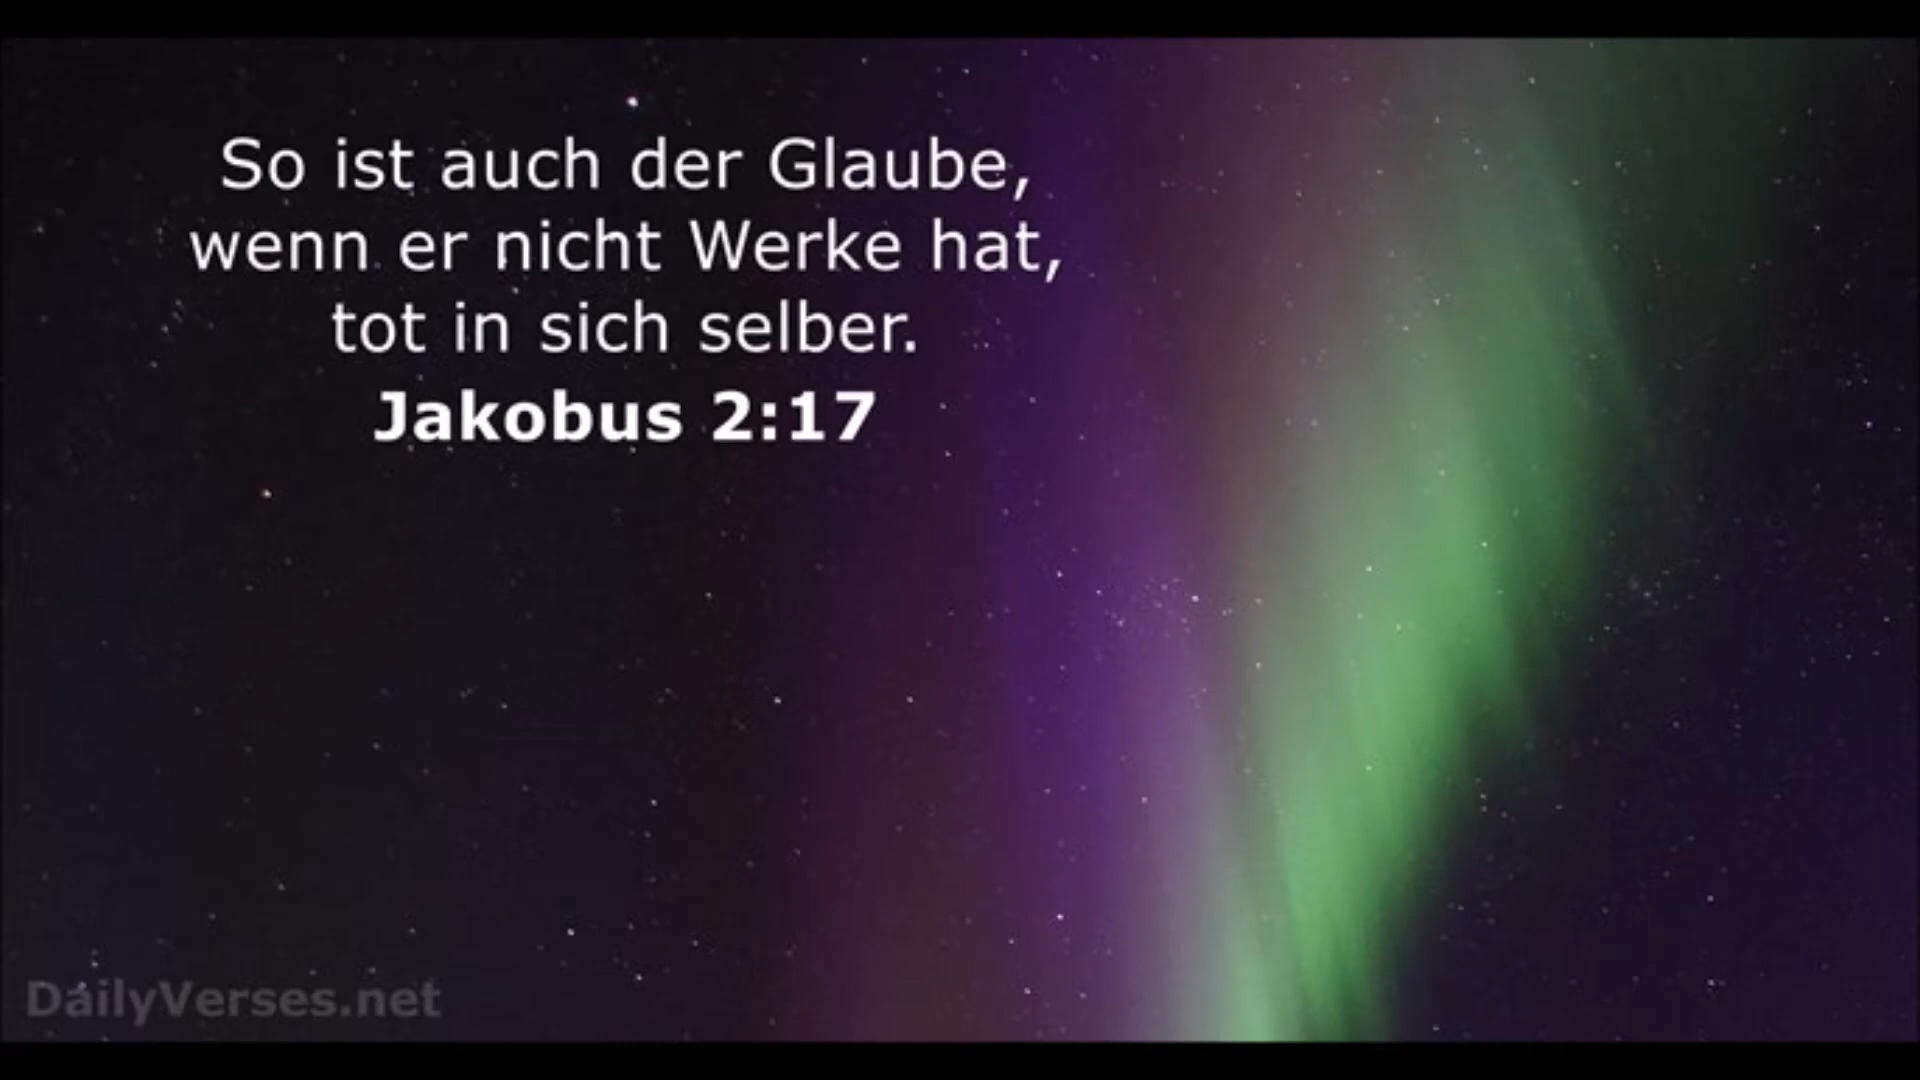 So ist auch der Glaube,
wenn er nicht Werke hat,
tot in sich selber.
Jakobus 2:17
DailyVerses.net